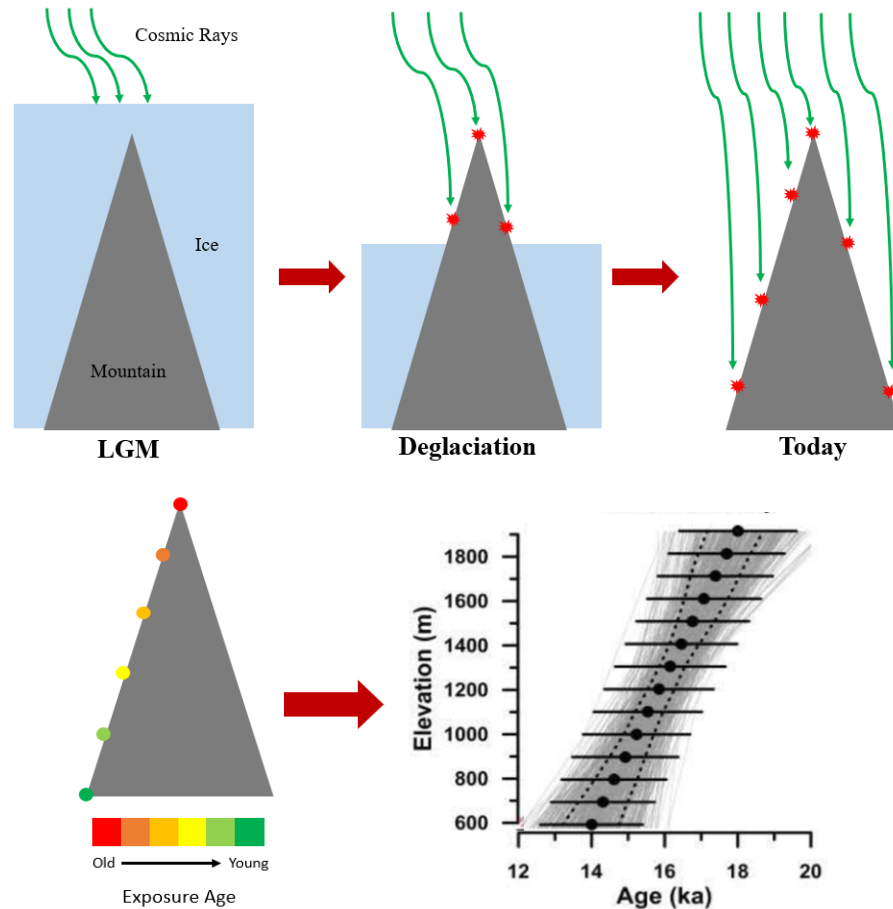 Cosmic Rays
Ice
Mountain
LGM
Deglaciation
Today
Old
Young
Exposure Age
Elevation (m)
1800
1600
1400
1200
1000
800
600
12
14
16
18
20
Age (ka)